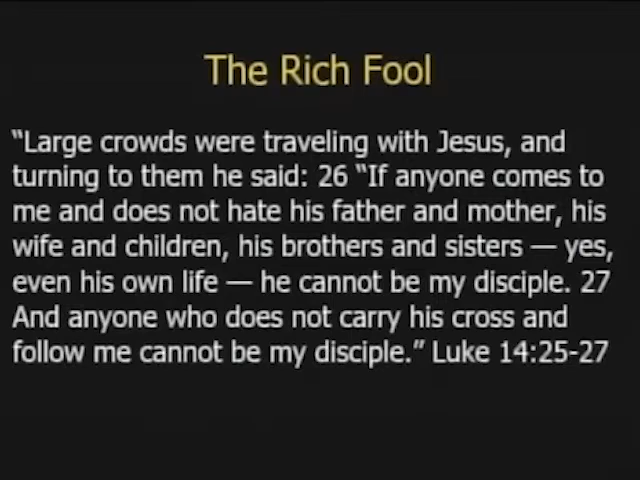 The Rich Fool
“Large crowds were traveling with Jesus, and
turning to them he said: 26 “If anyone comes to
me and does not hate his father and mother, his
wife and children, his brothers and sisters — yes,
even his own life — he cannot be my disciple. 27
And anyone who does not carry his cross and
follow me cannot be my disciple.” Luke 14:25-27